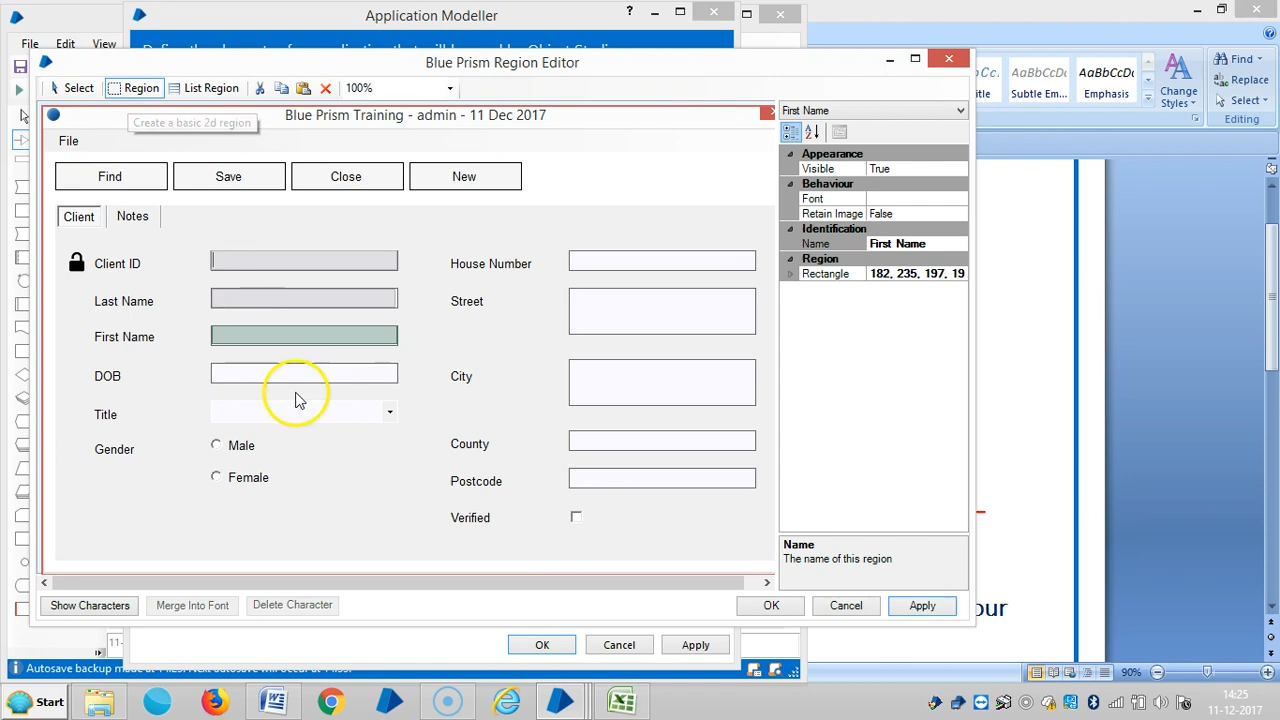 Application Modeller
?
File Edit View
Blue Prism Region Editor
Select Region List Region 100%
Create a basic 2d region
Blue Prism Training - admin - 11 Dec 2017
File
Find Save Close New
Client Notes
Client ID
Last Name
First Name
DOB
Title
Gender
Male
Female
House Number
Street
City
County
Postcode
Verified
First Name
Appearance
Visible True
Behaviour
Font
Retain Image False
Identification
Name First Name
Region
Rectangle 182, 235, 197, 19
Name
The name of this region
Show Characters Merge Into Font Delete Character
OK Cancel Apply
OK Cancel Apply
AaBbCcDc AaBbCcDc
Subtle Em... Emphasis
Change
Styles
Find
Replace
Select
Editing
our
90%
Start
14:25
11-12-2017